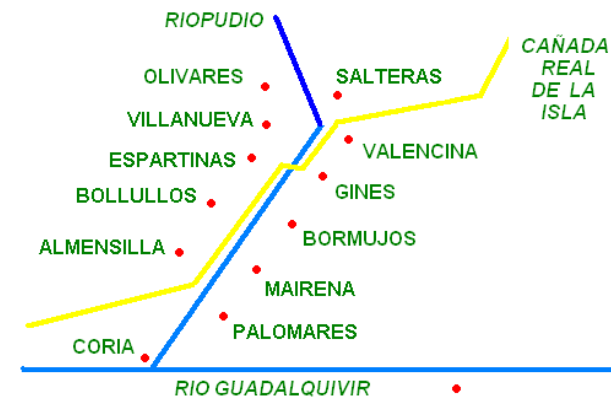 RIOPUDIO
CAÑADA
REAL
DE LA
ISLA
OLIVARES
SALTERAS
VILLANUEVA
VALENCINA
ESPARTINAS
GINES
BOLLULLOS
BORMUJOS
ALMENSILLA
MAIRENA
PALOMARES
CORIA
RIO GUADALQUIVIR